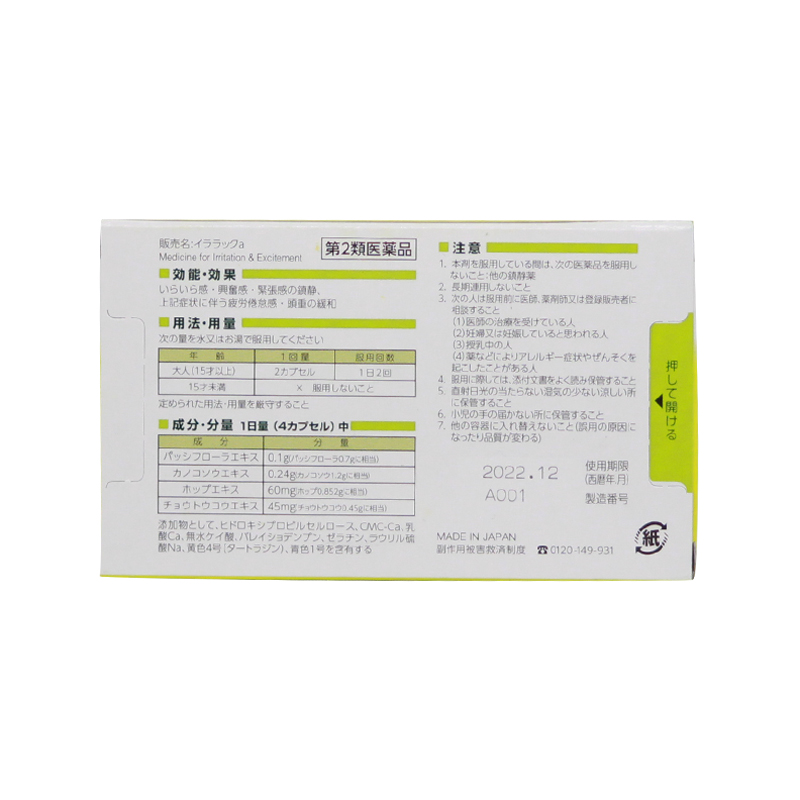 販売名:イララックa
Medicine for Irritation & Excitement
第2類医薬品
効能・効果
いらいら感・興奮感・緊張感の鎮静、
上記症状に伴う疲労倦怠感・頭重の緩和
用法・用量
次の量を水又はお湯で服用してください
年 齢 1回量 服用回数
大人(15才以上) 2カプセル 1日2回
15才未満 × 服用しないこと
定められた用法・用量を厳守すること
成分・分量 1日量(4カプセル)中
成 分 分 量
パッシフローラエキス 0.1g(パッシフローラ0.7gに相当)
カノコソウエキス 0.24g(カノコソウ1.2gに相当)
ホップエキス 60mg(ホップ0.852gに相当)
チョウトウコウエキス 45mg(チョウトウコウ0.45gに相当)
添加物として、ヒドロキシプロピルセルロース、CMC-Ca、乳
酸Ca、無水ケイ酸、バレイショデンプン、ゼラチン、ラウリル硫
酸Na、黄色4号(タートラジン)、青色1号を含有する
注意
1. 本剤を服用している間は、次の医薬品を服用し
ないこと:他の鎮静薬
2. 長期連用しないこと
3. 次の人は服用前に医師、薬剤師又は登録販売者に
相談すること
(1)医師の治療を受けている人
(2)妊婦又は妊娠していると思われる人
(3)授乳中の人
(4)薬などによりアレルギー症状やぜんそくを
起こしたことがある人
4. 服用に際しては、添付文書をよく読み保管すること
5. 直射日光の当たらない湿気の少ない涼しい所
に保管すること
6. 小児の手の届かない所に保管すること
7. 他の容器に入れ替えないこと(誤用の原因に
なったり品質が変わる)
2022.12 使用期限
(西暦年月)
A001 製造番号
MADE IN JAPAN
副作用被害救済制度 ☎0120-149-931
紙
◀押して開ける